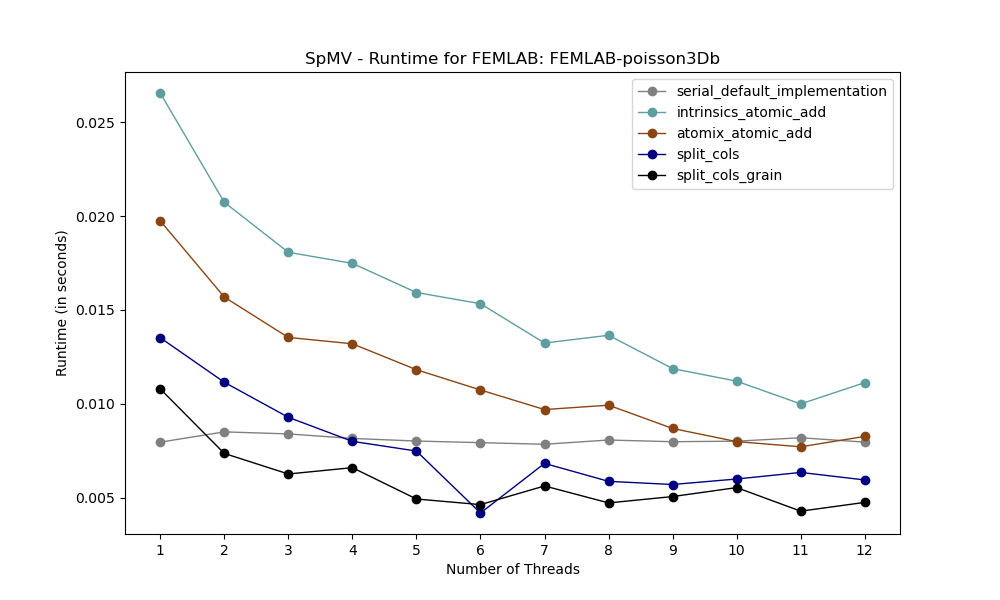 SpMV - Runtime for FEMLAB: FEMLAB-poisson3Db
serial_default_implementation
intrinsics_atomic_add
atomix_atomic_add
split_cols
split_cols_grain
Runtime (in seconds)
0.025
0.020
0.015
0.010
0.005
1 2 3 4 5 6 7 8 9 10 11 12
Number of Threads